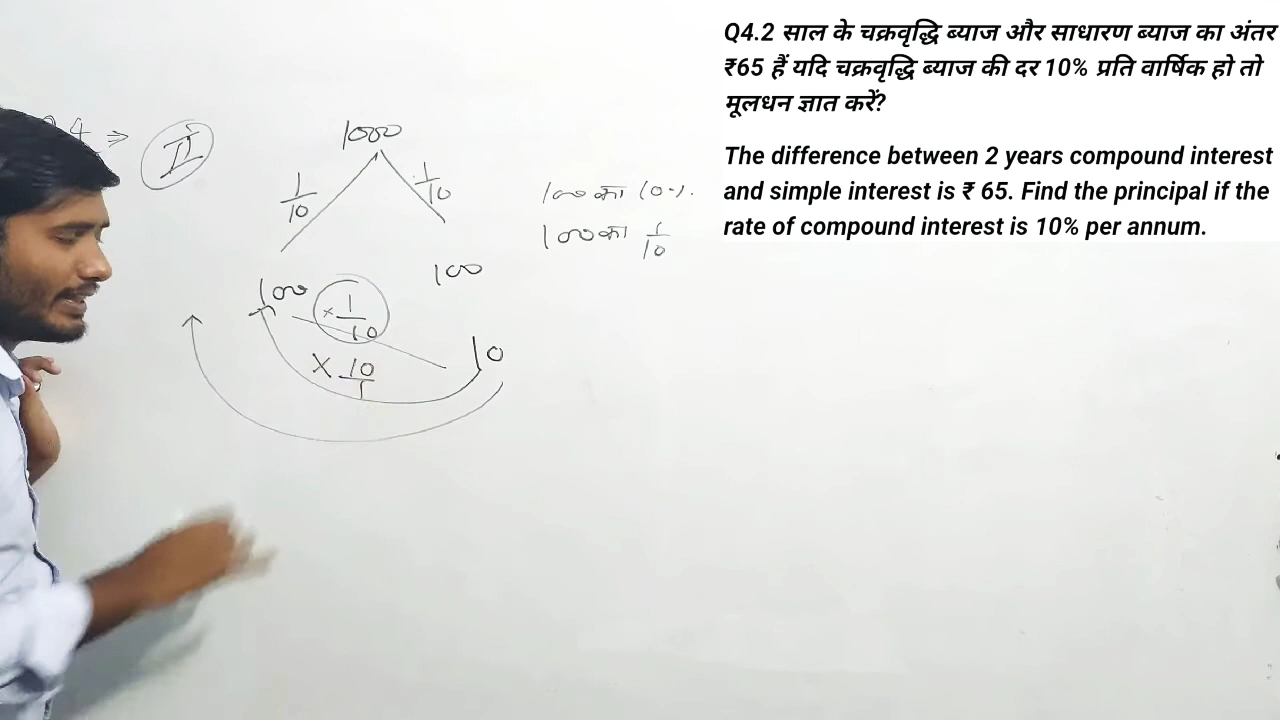 Q4.2 साल के चक्रवृद्धि ब्याज और साधारण ब्याज का अंतर
₹65 हैं यदि चक्रवृद्धि ब्याज की दर 10% प्रति वार्षिक हो तो
मूलधन ज्ञात करें?
The difference between 2 years compound interest
and simple interest is ₹ 65. Find the principal if the
rate of compound interest is 10% per annum.
4 ⇒ II
1000
1/10 1/10
100 का 10%.
100 का 1/10
100 × 1/10 100
× 10/1 10